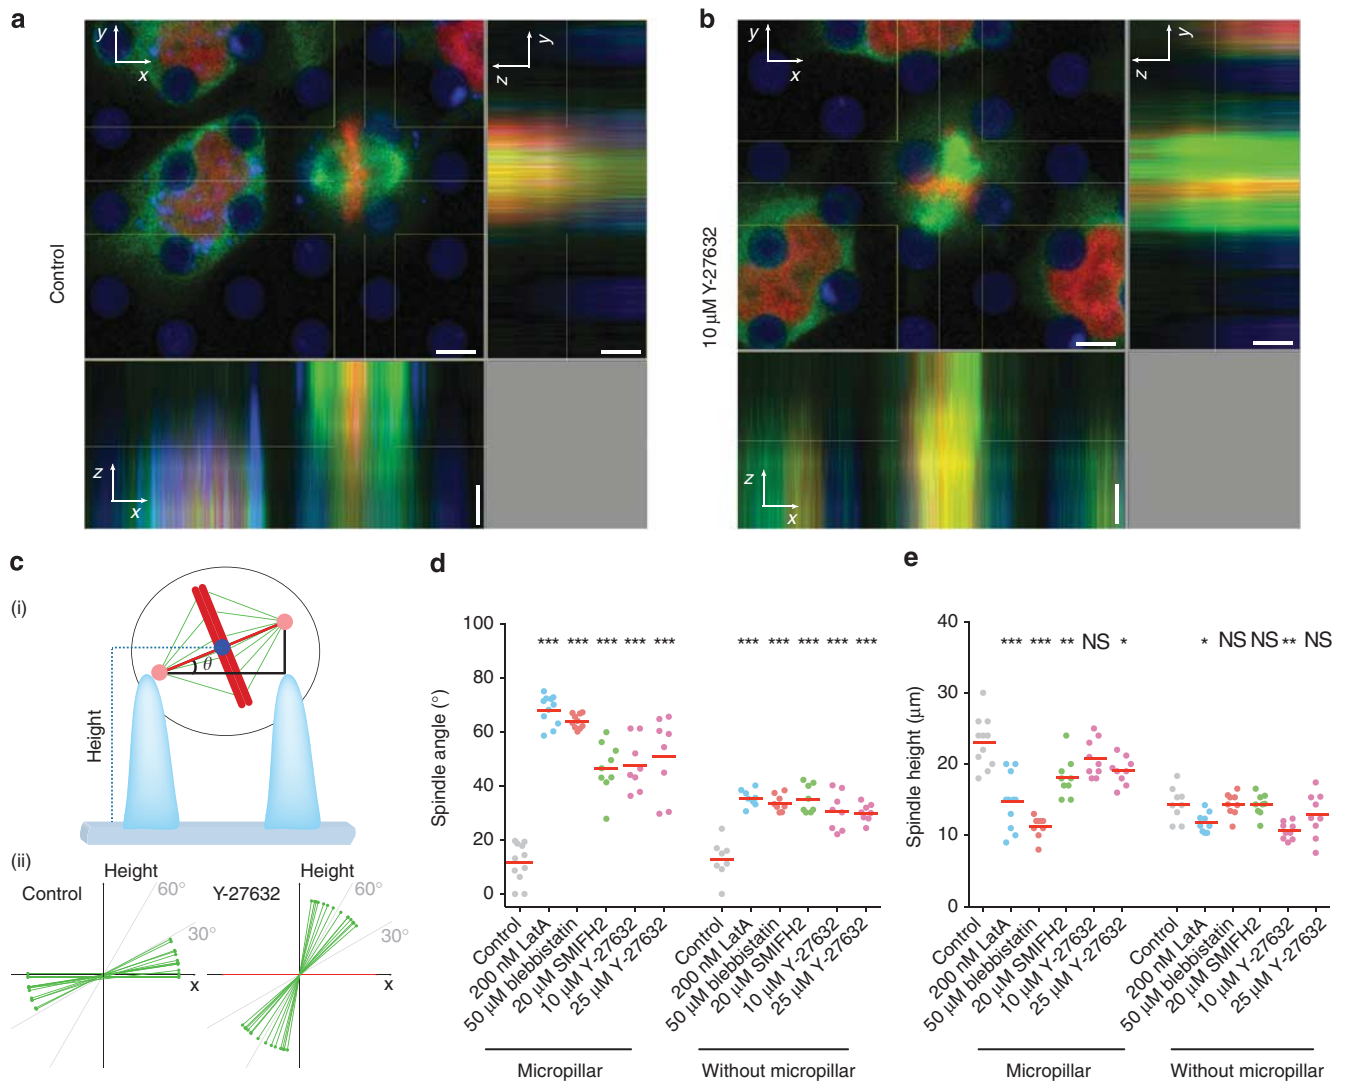 a
y
x
y
z
Control
z
x
b
y
x
y
z
10 µM Y-27632
z
x
c
(i)
θ
Height
(ii)
Control
Height
60°
30°
x
Y-27632
Height
60°
30°
x
d
Spindle angle (°)
100
80
60
40
20
0
*** *** *** *** ***
*** *** *** *** ***
Control
200 nM LatA
50 µM blebbistatin
20 µM SMIFH2
10 µM Y-27632
25 µM Y-27632
Control
200 nM LatA
50 µM blebbistatin
20 µM SMIFH2
10 µM Y-27632
25 µM Y-27632
Micropillar
Without micropillar
e
Spindle height (µm)
40
30
20
10
0
*** *** ** NS *
* NS NS ** NS
Control
200 nM LatA
50 µM blebbistatin
20 µM SMIFH2
10 µM Y-27632
25 µM Y-27632
Control
200 nM LatA
50 µM blebbistatin
20 µM SMIFH2
10 µM Y-27632
25 µM Y-27632
Micropillar
Without micropillar